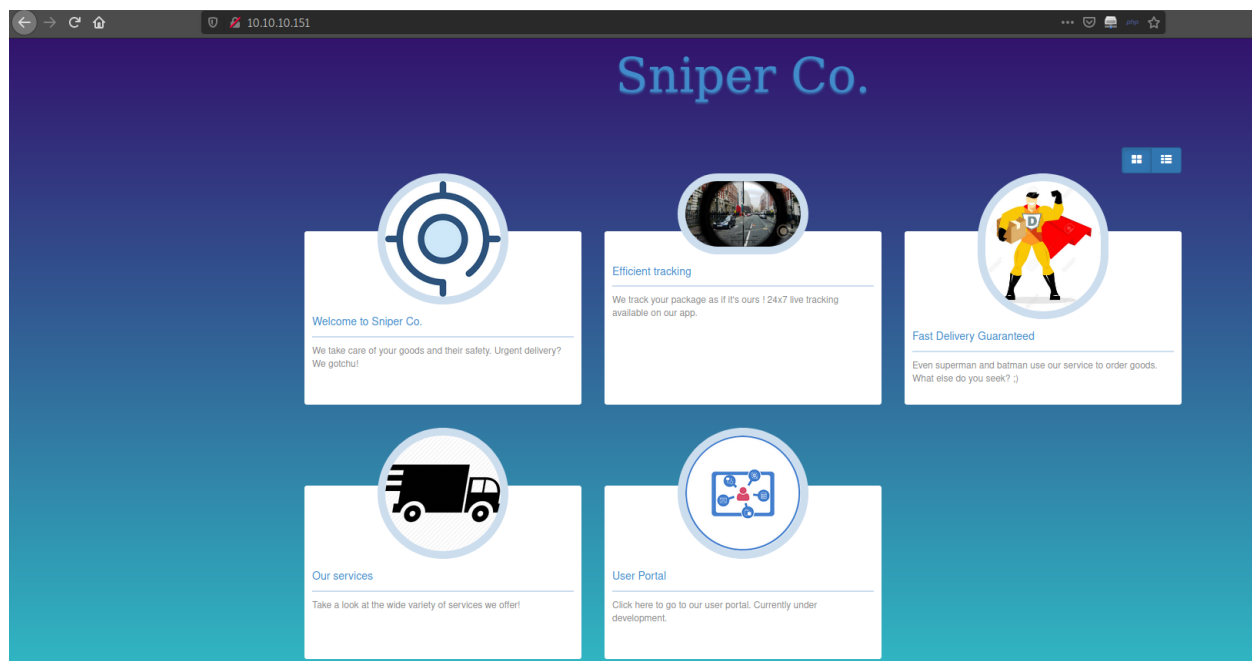 10.10.10.151
php
Sniper Co.
Welcome to Sniper Co.
We take care of your goods and their safety. Urgent delivery?
We gotchu!
Efficient tracking
We track your package as if it's ours ! 24x7 live tracking
available on our app.
D
Fast Delivery Guaranteed
Even superman and batman use our service to order goods.
What else do you seek? ;)
Our services
Take a look at the wide variety of services we offer!
User Portal
Click here to go to our user portal. Currently under
development.